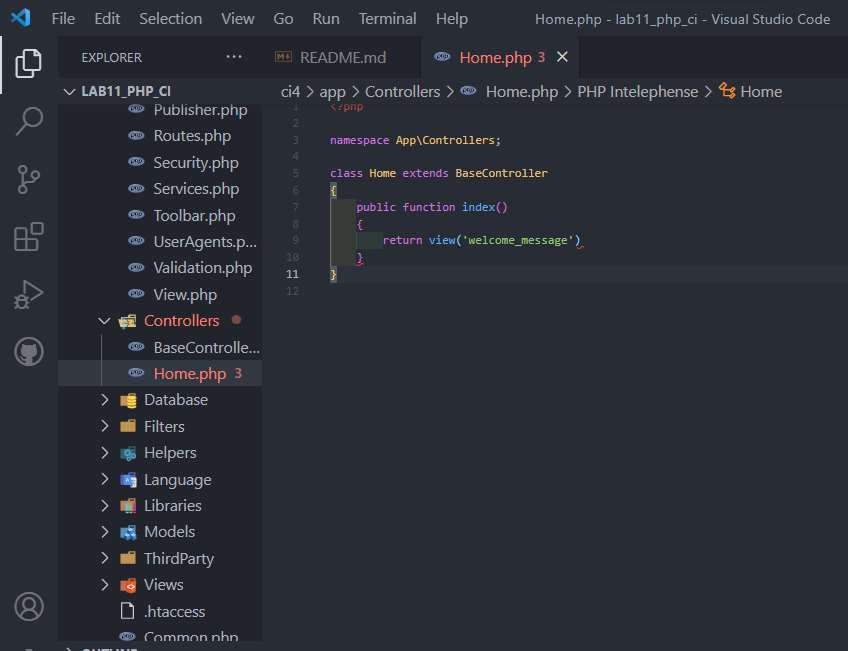 File Edit Selection View Go Run Terminal Help Home.php - lab11_php_ci - Visual Studio Code
EXPLORER ··· README.md Home.php 3
LAB11_PHP_CI
ci4 > app > Controllers > Home.php > PHP Intelephense > Home
Publisher.php
Routes.php
Security.php
Services.php
Toolbar.php
UserAgents.p...
Validation.php
View.php
Controllers
BaseControlle...
Home.php 3
Database
Filters
Helpers
Language
Libraries
Models
ThirdParty
Views
.htaccess
Common.php
OUTLINE
1 <?php
2
3 namespace App\Controllers;
4
5 class Home extends BaseController
6 {
7 public function index()
8 {
9 return view('welcome_message')
10 }
11 }
12